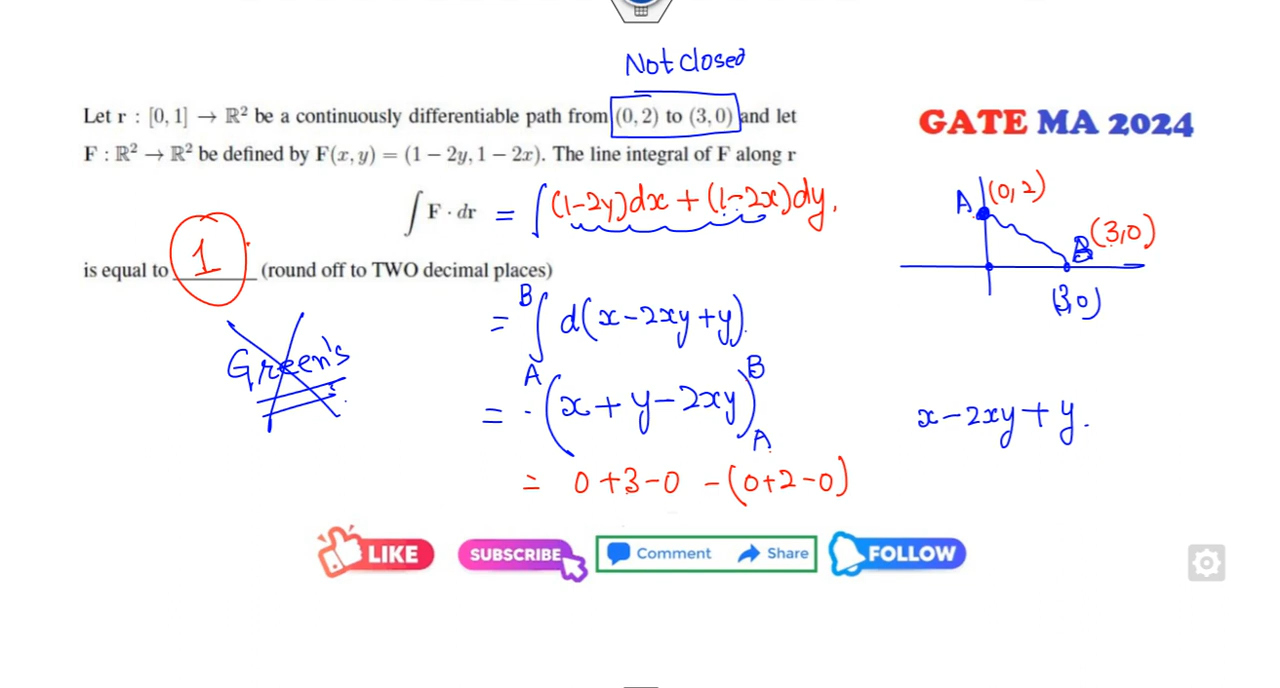 Not closed
Let r : [0, 1] → ℝ² be a continuously differentiable path from (0, 2) to (3, 0) and let
GATE MA 2024
F : ℝ² → ℝ² be defined by F(x, y) = (1 − 2y, 1 − 2x). The line integral of F along r
∫ F · dr = ∫(1-2y)dx + (1-2x)dy.
A (0,2)
B (3,0)
(3,0)
is equal to 1 (round off to TWO decimal places)
= ∫_A^B d(x-2xy+y)
Green's
= (x+y-2xy)_A^B
x-2xy+y.
= 0+3-0 -(0+2-0)
LIKE
SUBSCRIBE
Comment
Share
FOLLOW